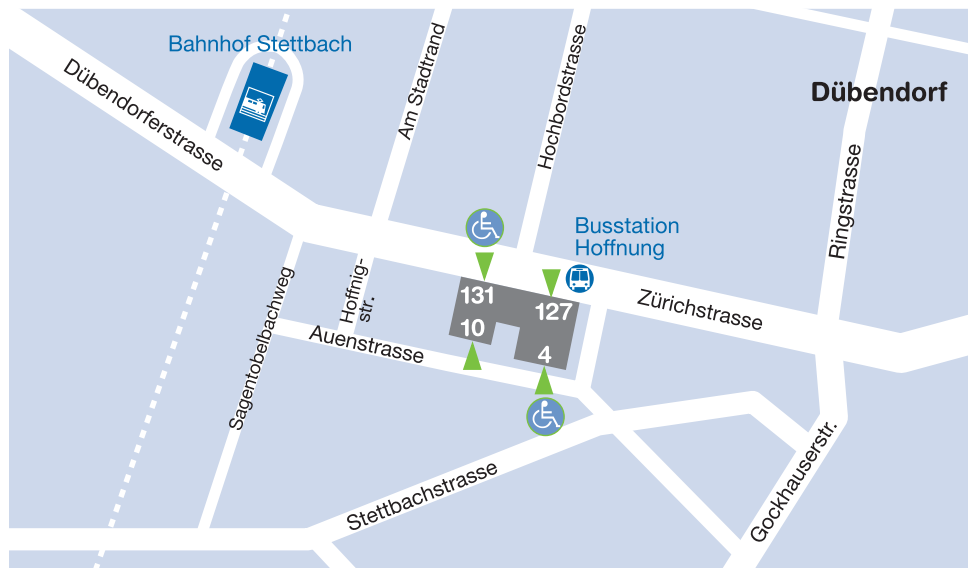 Bahnhof Stettbach
Dübendorferstrasse
Am Stadtrand
Hochbordstrasse
Dübendorf
Ringstrasse
Busstation
Hoffnung
Zürichstrasse
131
127
10
4
Hoffnig-
str.
Sagentobelbachweg
Auenstrasse
Stettbachstrasse
Gockhauserstr.